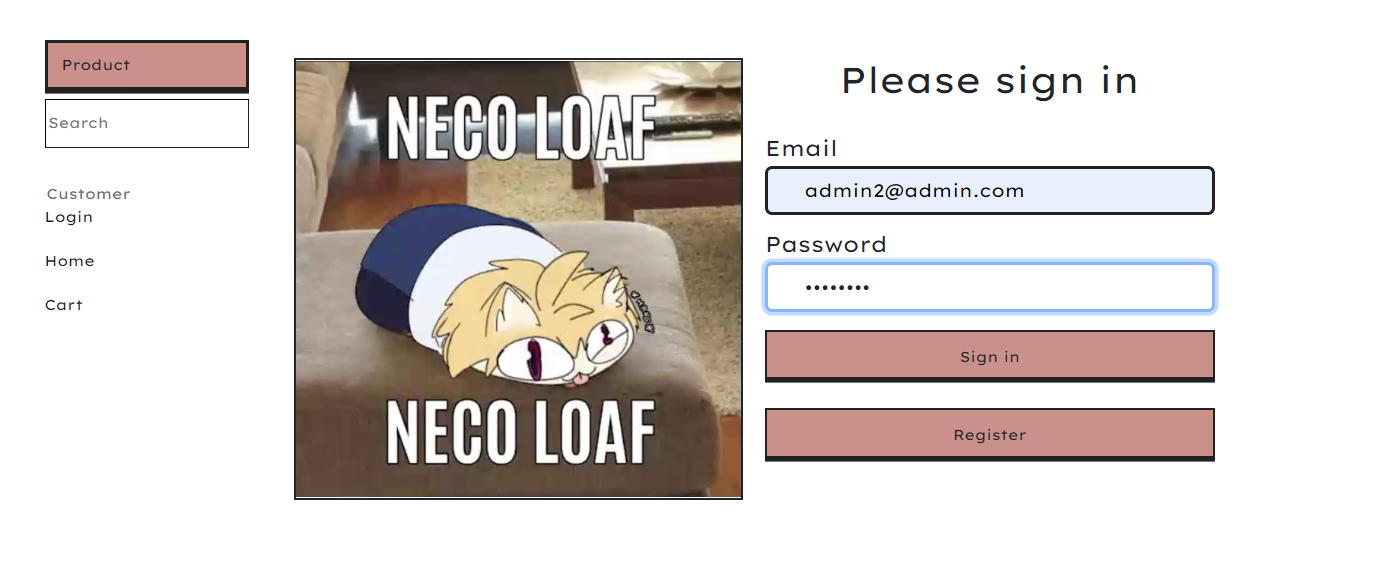 Product
Search
Customer
Login
Home
Cart
NECO LOAF
NECO LOAF
Please sign in
Email
admin2@admin.com
Password
••••••••
Sign in
Register